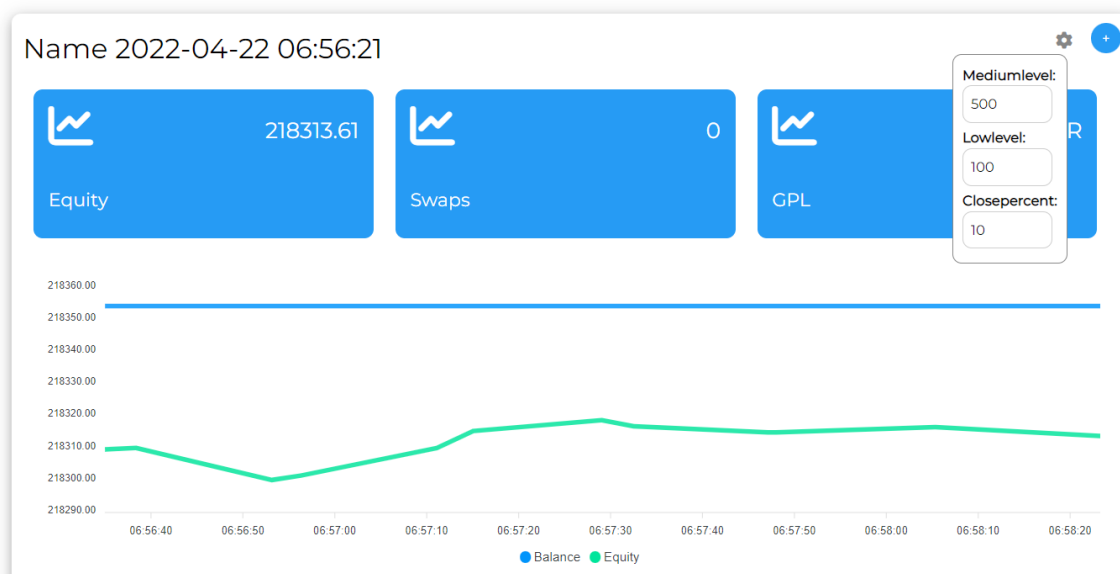 Name 2022-04-22 06:56:21
+
Mediumlevel:
500
Lowlevel:
100
Closepercent:
10
218313.61
Equity
0
Swaps
R
GPL
218360.00
218350.00
218340.00
218330.00
218320.00
218310.00
218300.00
218290.00
06:56:40 06:56:50 06:57:00 06:57:10 06:57:20 06:57:30 06:57:40 06:57:50 06:58:00 06:58:10 06:58:20
Balance Equity